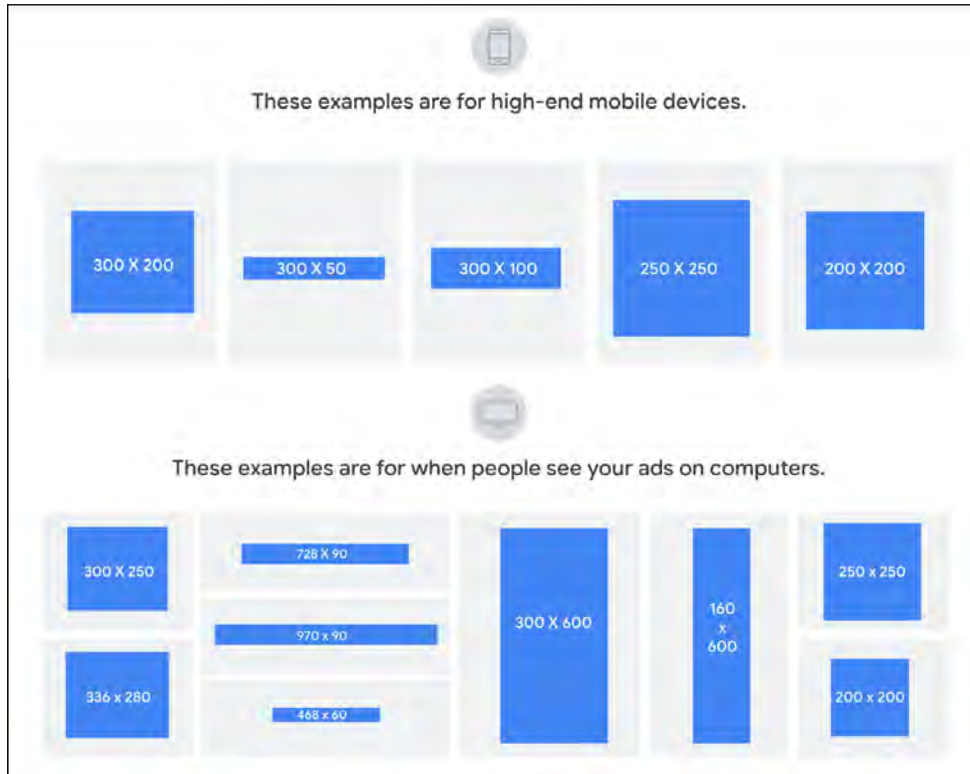 These examples are for high-end mobile devices.
300 X 200
300 X 50
300 X 100
250 X 250
200 X 200
These examples are for when people see your ads on computers.
300 X 250
336 x 280
728 X 90
970 x 90
468 x 60
300 X 600
160
x
600
250 x 250
200 x 200